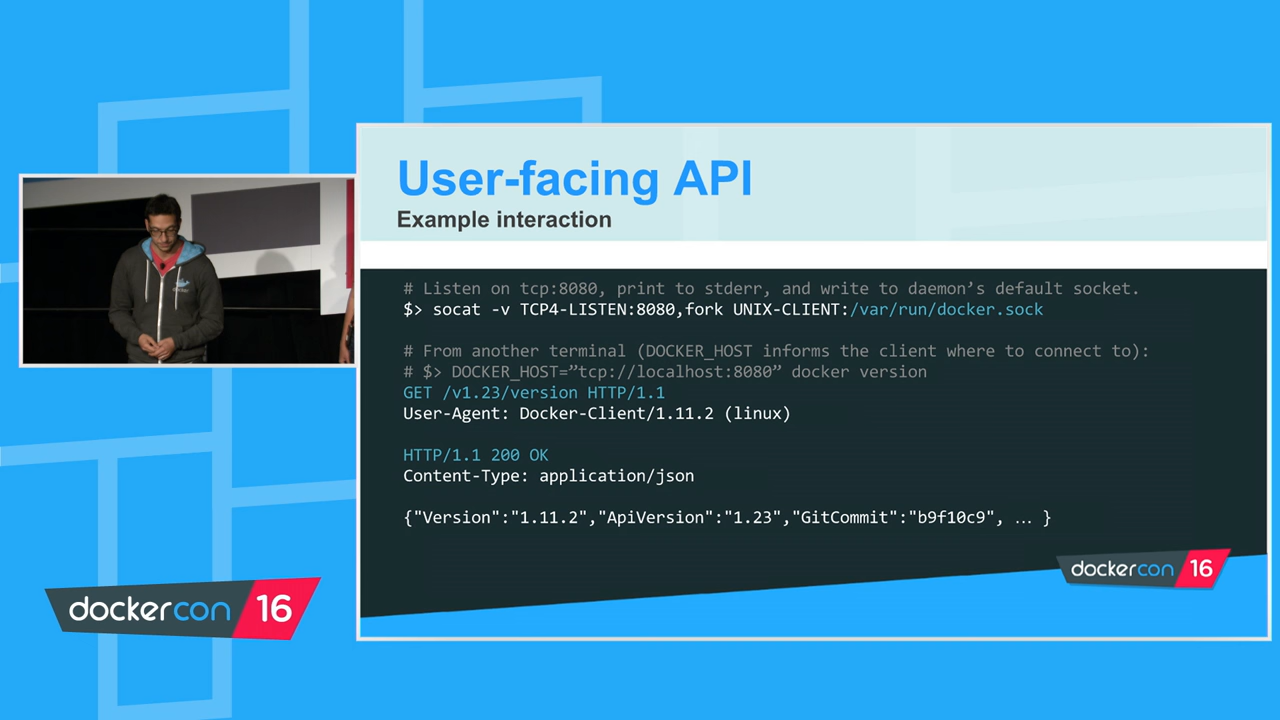 User-facing API
Example interaction
# Listen on tcp:8080, print to stderr, and write to daemon’s default socket.
$> socat -v TCP4-LISTEN:8080,fork UNIX-CLIENT:/var/run/docker.sock
# From another terminal (DOCKER_HOST informs the client where to connect to):
# $> DOCKER_HOST=”tcp://localhost:8080” docker version
GET /v1.23/version HTTP/1.1
User-Agent: Docker-Client/1.11.2 (linux)
HTTP/1.1 200 OK
Content-Type: application/json
{"Version":"1.11.2","ApiVersion":"1.23","GitCommit":"b9f10c9", … }
dockercon 16
dockercon 16